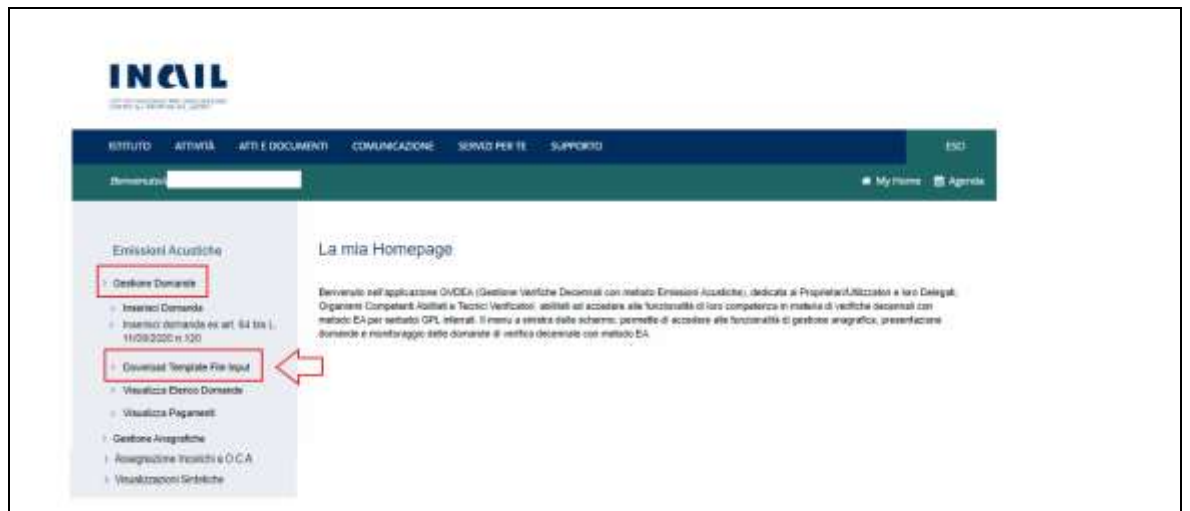 INAIL
ISTITUTO ATTIVITÀ ATTI E DOCUMENTI COMUNICAZIONE SERVIZI PER TE SUPPORTO ESCI
Benvenuto/
My Home Agenda
Emissioni Acustiche
Gestione Domande
Inserisci Domanda
Inserisci domanda ex art. 64 bis L.
11/09/2020 n.120
Download Template File Input
Visualizza Elenco Domande
Visualizza Pagamenti
Gestione Anagrafiche
Assegnazione Incarichi a O.C.A
Visualizzazioni Sintetiche
La mia Homepage
Benvenuto nell'applicazione GVDEA (Gestione Verifiche Decennali con metodo Emissioni Acustiche), dedicata ai Proprietari/Utilizzatori e loro Delegati,
Organismi Competenti Abilitati e Tecnici Verificatori, abilitati ad accedere alle funzionalità di loro competenza in materia di verifiche decennali con
metodo EA per serbatoi GPL interrati. Il menu a sinistra dello schermo, permette di accedere alle funzionalità di gestione anagrafica, presentazione
domande e monitoraggio delle domande di verifica decennale con metodo EA